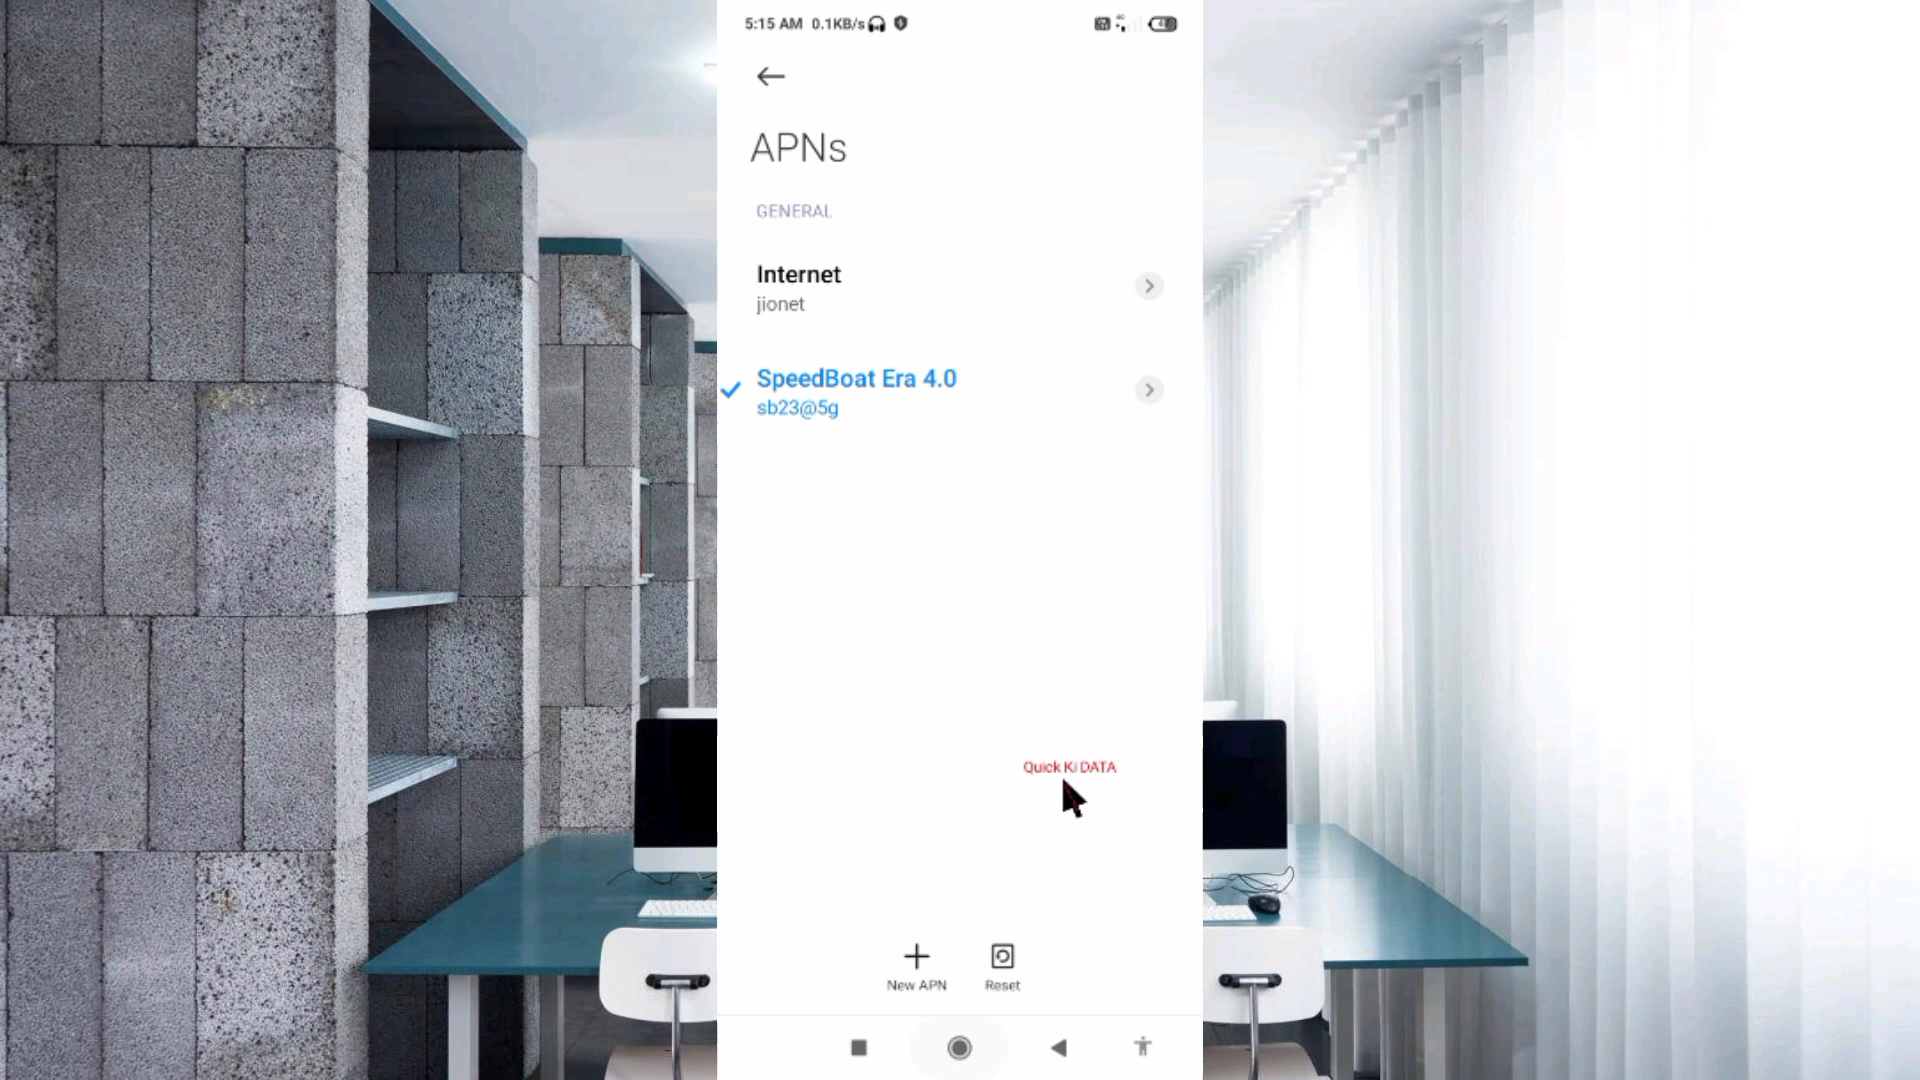 5:15 AM 0.1KB/s
APNs
GENERAL
Internet
jionet
SpeedBoat Era 4.0
sb23@5g
Quick Ki DATA
New APN
Reset